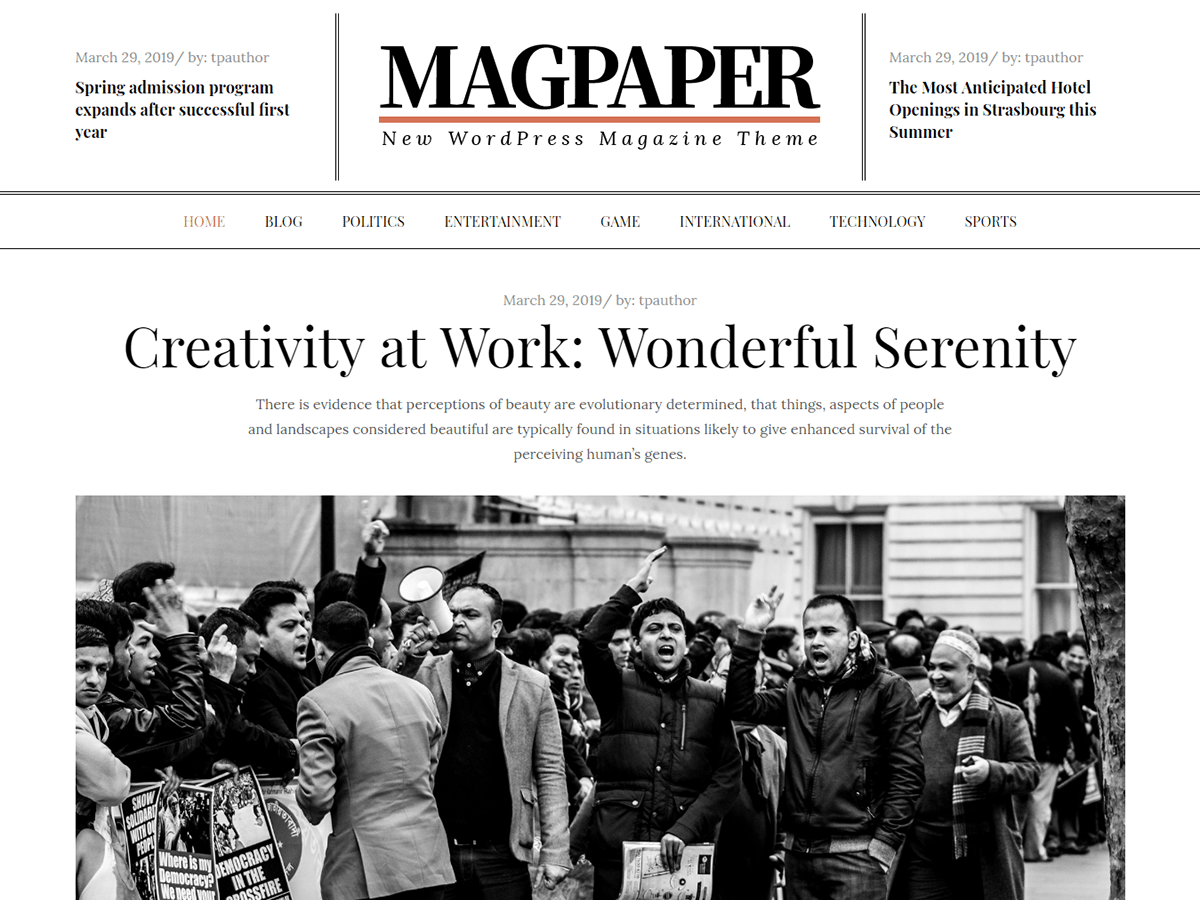 March 29, 2019/ by: tpauthor
Spring admission program
expands after successful first
year
MAGPAPER
New WordPress Magazine Theme
March 29, 2019/ by: tpauthor
The Most Anticipated Hotel
Openings in Strasbourg this
Summer
HOME BLOG POLITICS ENTERTAINMENT GAME INTERNATIONAL TECHNOLOGY SPORTS
March 29, 2019/ by: tpauthor
Creativity at Work: Wonderful Serenity
There is evidence that perceptions of beauty are evolutionary determined, that things, aspects of people
and landscapes considered beautiful are typically found in situations likely to give enhanced survival of the
perceiving human’s genes.
SHOW
SOLIDARI
WITH OU
PEOPL
Where is my
Democracy?
We need your
DEMOCRACY
IN THE
CROSSFIRE